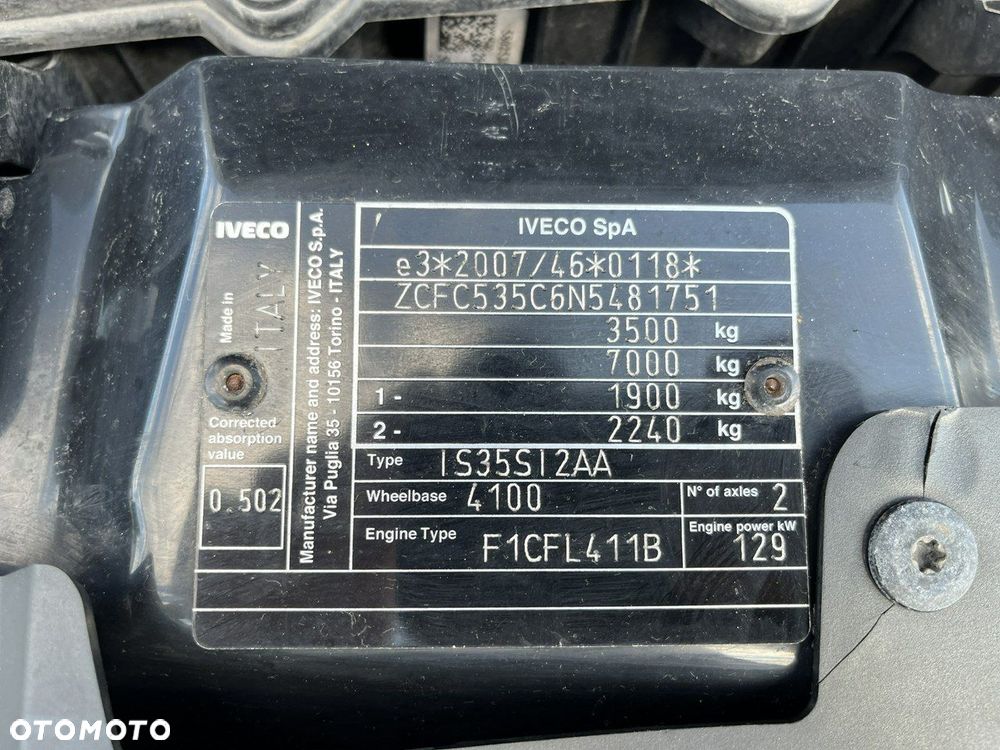 IVECO
Made in
ITALY
Corrected
absorption
value
0.502
Manufacturer name and address: IVECO S.p.A.
Via Puglia 35 - 10156 Torino - ITALY
IVECO SpA
e3*2007/46*0118*
ZCFC535C6N5481751
3500 kg
7000 kg
1 - 1900 kg
2 - 2240 kg
Type IS35SI2AA
Wheelbase 4100 N° of axles 2
Engine Type F1CFL411B Engine power kW 129
OTOMOTO